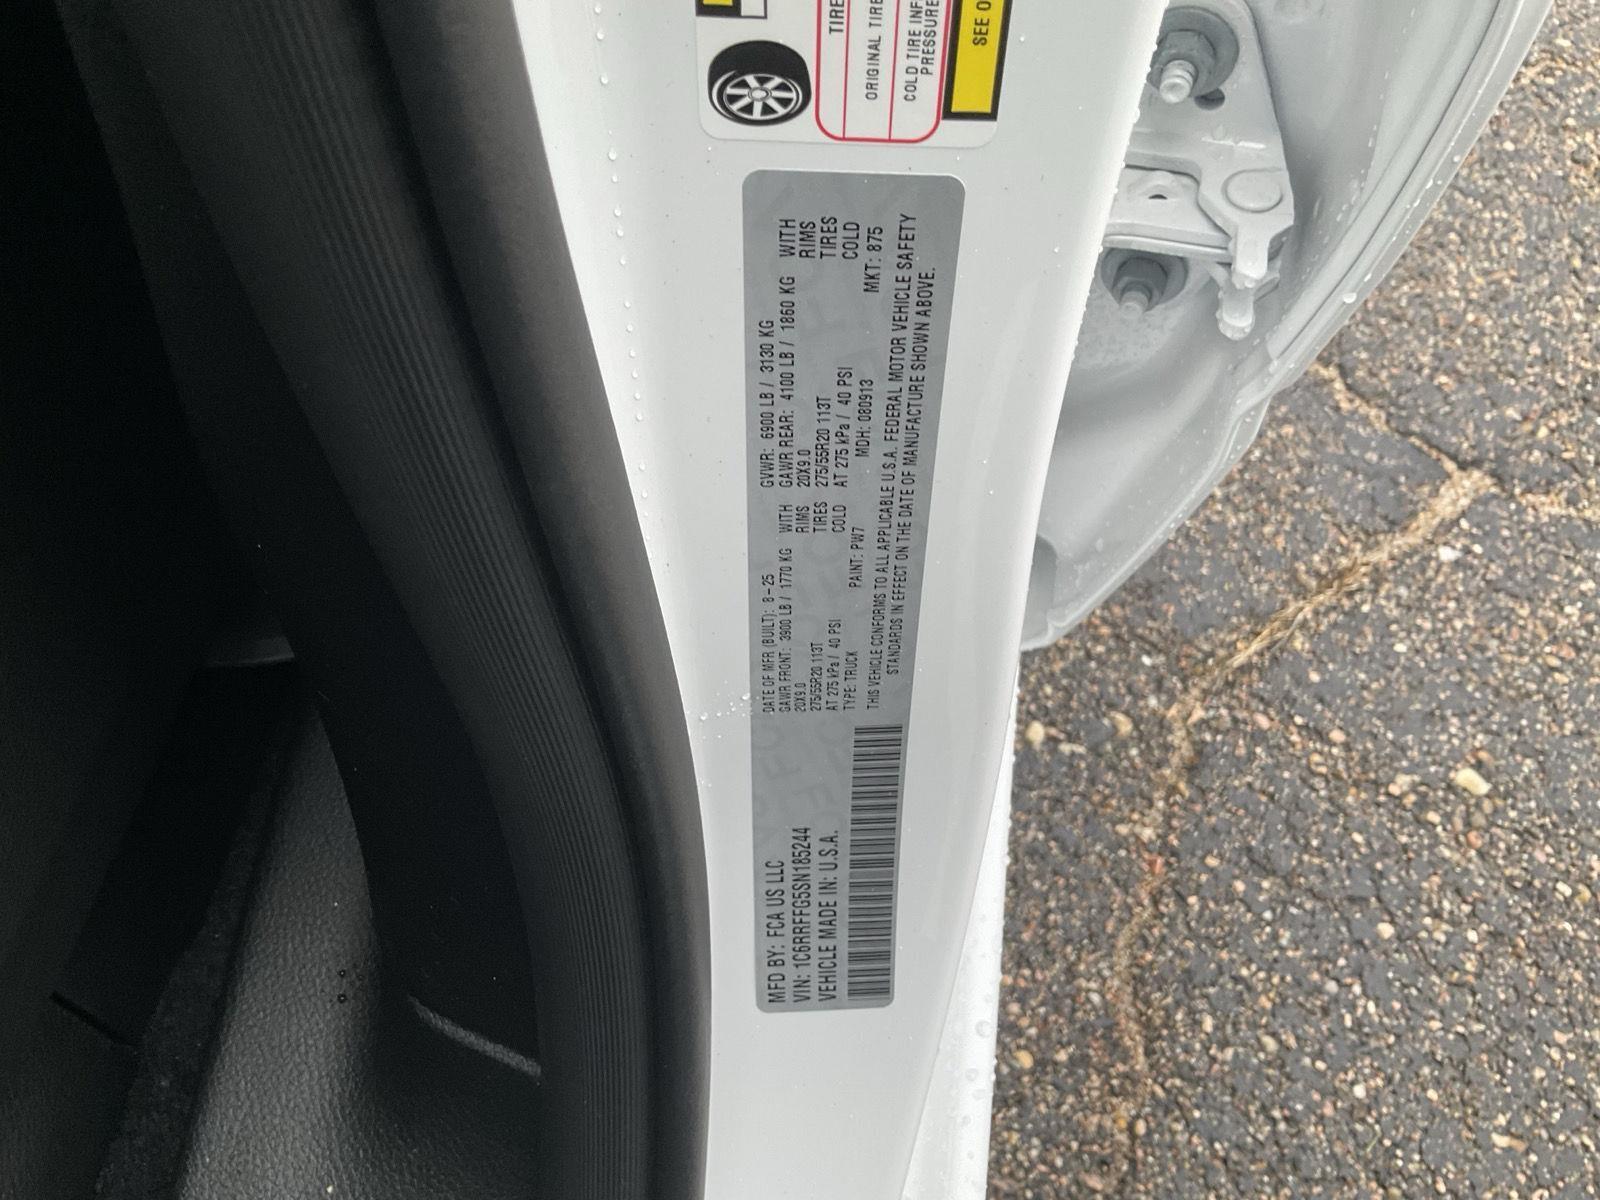 TIRE
ORIGINAL TIRE
COLD TIRE INF
PRESSURE
SEE O
MFD BY: FCA US LLC
VIN: 1C6RRFFG5SN185244
VEHICLE MADE IN: U.S.A.
DATE OF MFR (BUILT): 8-25 GVWR: 6900 LB / 3130 KG
GAWR FRONT: 3900 LB / 1770 KG WITH GAWR REAR: 4100 LB / 1860 KG WITH
20X9.0 RIMS 20X9.0 RIMS
275/55R20 113T TIRES 275/55R20 113T TIRES
AT 275 kPa / 40 PSI COLD AT 275 kPa / 40 PSI COLD
TYPE: TRUCK PAINT: PW7 MDH: 080913 MKT: 875
THIS VEHICLE CONFORMS TO ALL APPLICABLE U.S.A. FEDERAL MOTOR VEHICLE SAFETY
STANDARDS IN EFFECT ON THE DATE OF MANUFACTURE SHOWN ABOVE.